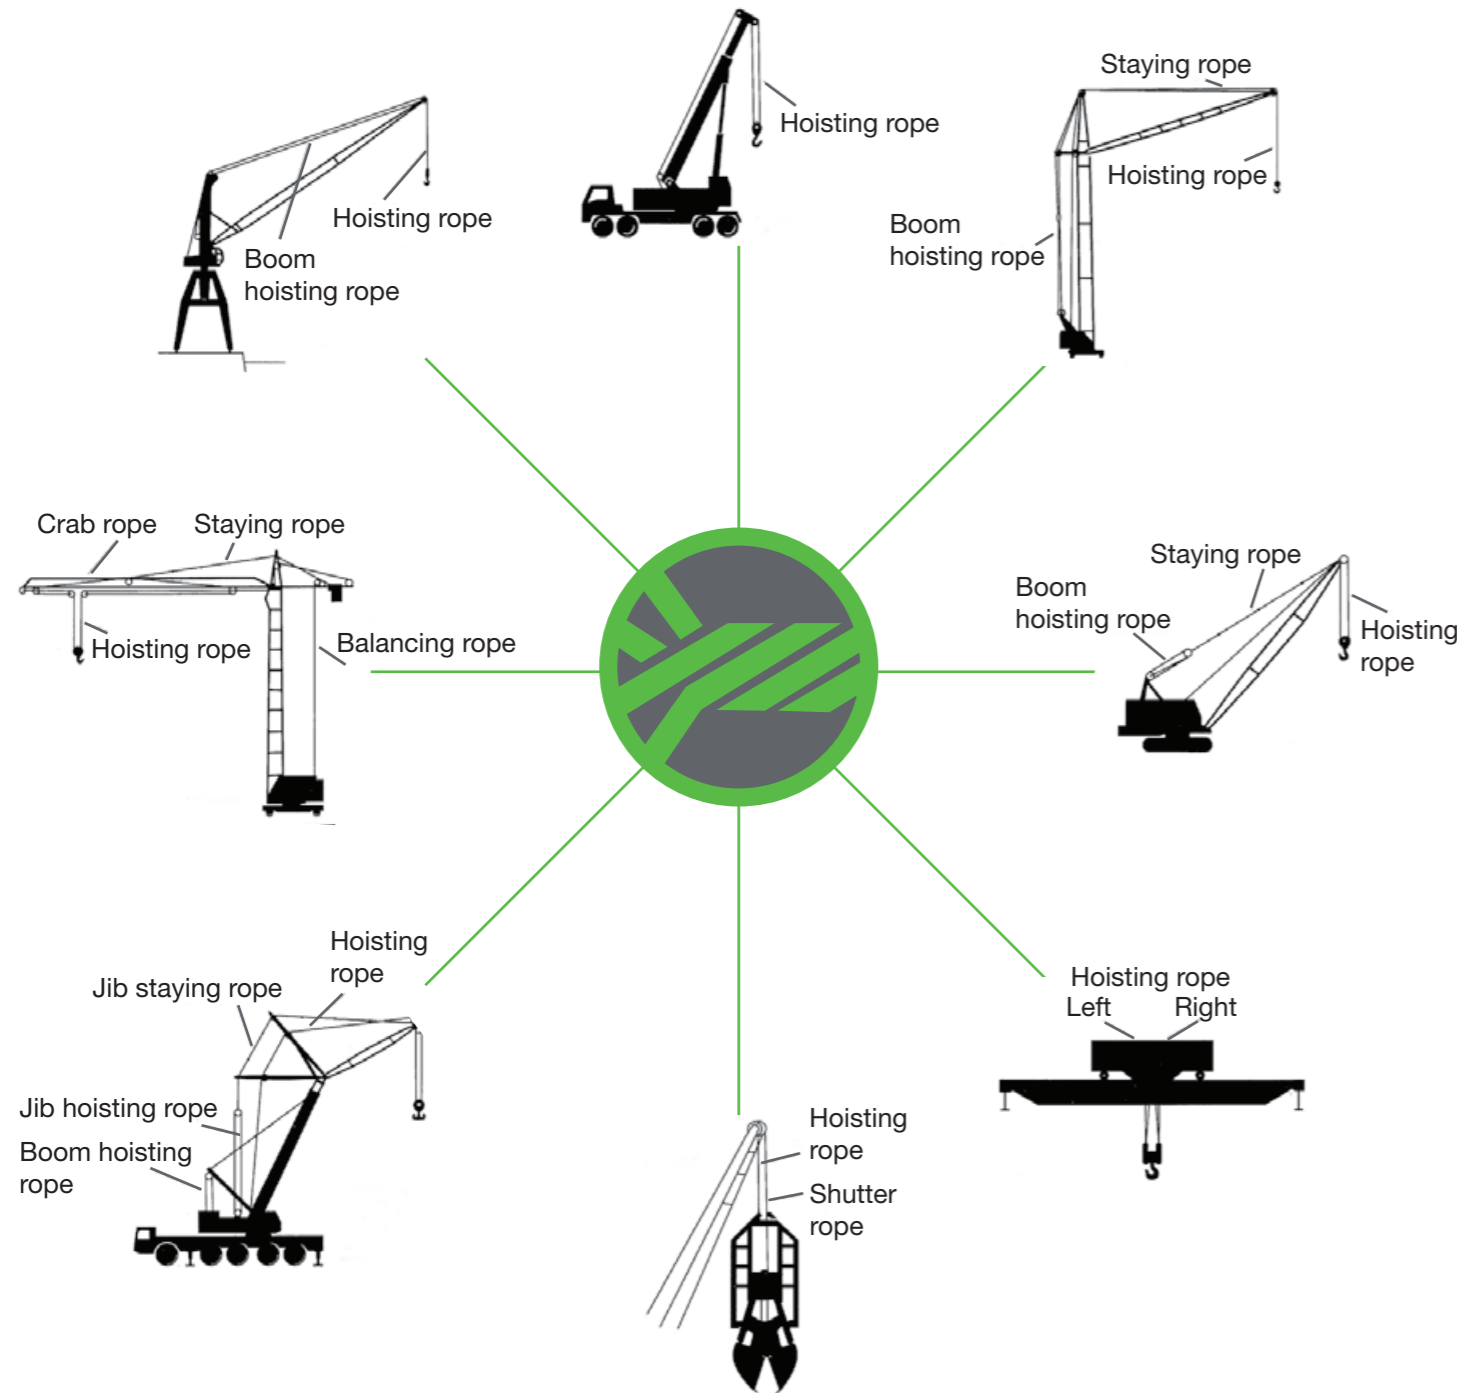 Staying rope
Hoisting rope
Hoisting rope
Hoisting rope
Boom
hoisting rope
Boom
hoisting rope
Crab rope
Staying rope
Hoisting rope
Balancing rope
Staying rope
Boom
hoisting rope
Hoisting
rope
Hoisting
rope
Jib staying rope
Jib hoisting rope
Boom hoisting
rope
Hoisting rope
Left
Right
Hoisting
rope
Shutter
rope